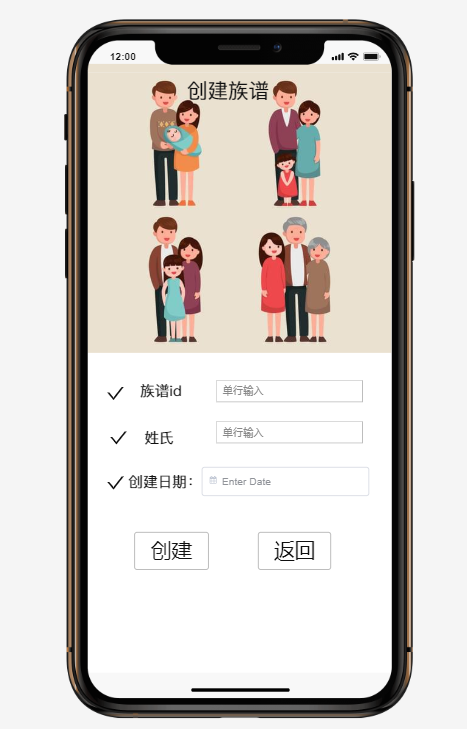 12:00
创建族谱
族谱id 单行输入
姓氏 单行输入
创建日期： Enter Date
创建 返回